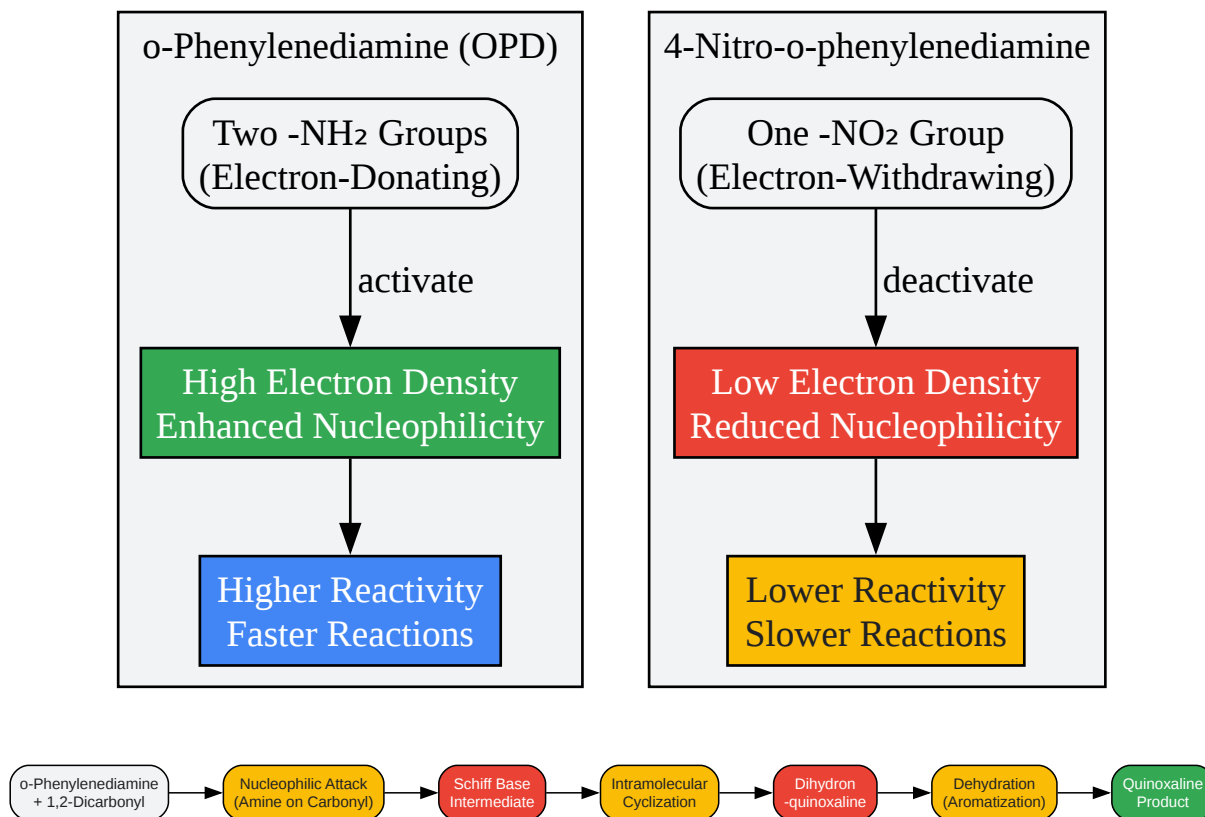 o-Phenylenediamine (OPD)
Two -NH₂ Groups
(Electron-Donating)
activate
High Electron Density
Enhanced Nucleophilicity
Higher Reactivity
Faster Reactions
4-Nitro-o-phenylenediamine
One -NO₂ Group
(Electron-Withdrawing)
deactivate
Low Electron Density
Reduced Nucleophilicity
Lower Reactivity
Slower Reactions
o-Phenylenediamine
+ 1,2-Dicarbonyl
Nucleophilic Attack
(Amine on Carbonyl)
Schiff Base
Intermediate
Intramolecular
Cyclization
Dihydron
-quinoxaline
Dehydration
(Aromatization)
Quinoxaline
Product